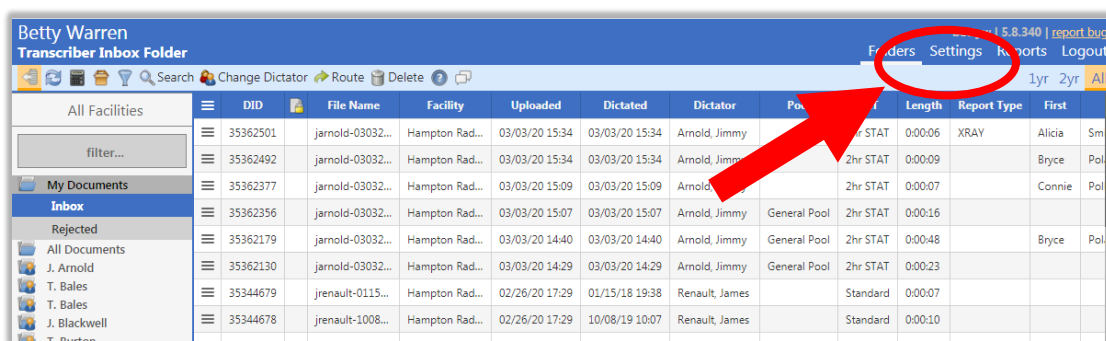 Betty Warren
| 5.8.340 | report bug
Transcriber Inbox Folder
Folders Settings Reports Logout
Search Change Dictator Route Delete
1yr 2yr All
All Facilities
DID File Name Facility Uploaded Dictated Dictator Length Report Type First
filter...
35362501 jarnold-03032... Hampton Rad... 03/03/20 15:34 03/03/20 15:34 Arnold, Jimmy STAT 0:00:06 XRAY Alicia Sm
35362492 jarnold-03032... Hampton Rad... 03/03/20 15:34 03/03/20 15:34 Arnold, Jimmy 2hr STAT 0:00:09 Bryce Pol
My Documents
35362377 jarnold-03032... Hampton Rad... 03/03/20 15:09 03/03/20 15:09 Arnold, 2hr STAT 0:00:07 Connie Pol
Inbox
35362356 jarnold-03032... Hampton Rad... 03/03/20 15:07 03/03/20 15:07 Arnold, Jimmy General Pool 2hr STAT 0:00:16
Rejected
35362179 jarnold-03032... Hampton Rad... 03/03/20 14:40 03/03/20 14:40 Arnold, Jimmy General Pool 2hr STAT 0:00:48 Bryce Pol
All Documents
J. Arnold
35362130 jarnold-03032... Hampton Rad... 03/03/20 14:29 03/03/20 14:29 Arnold, Jimmy General Pool 2hr STAT 0:00:23
T. Bales
35344679 jrenault-0115... Hampton Rad... 02/26/20 17:29 01/15/18 19:38 Renault, James Standard 0:00:07
T. Bales
J. Blackwell
35344678 jrenault-1008... Hampton Rad... 02/26/20 17:29 10/08/19 10:07 Renault, James Standard 0:00:10
T. Burton